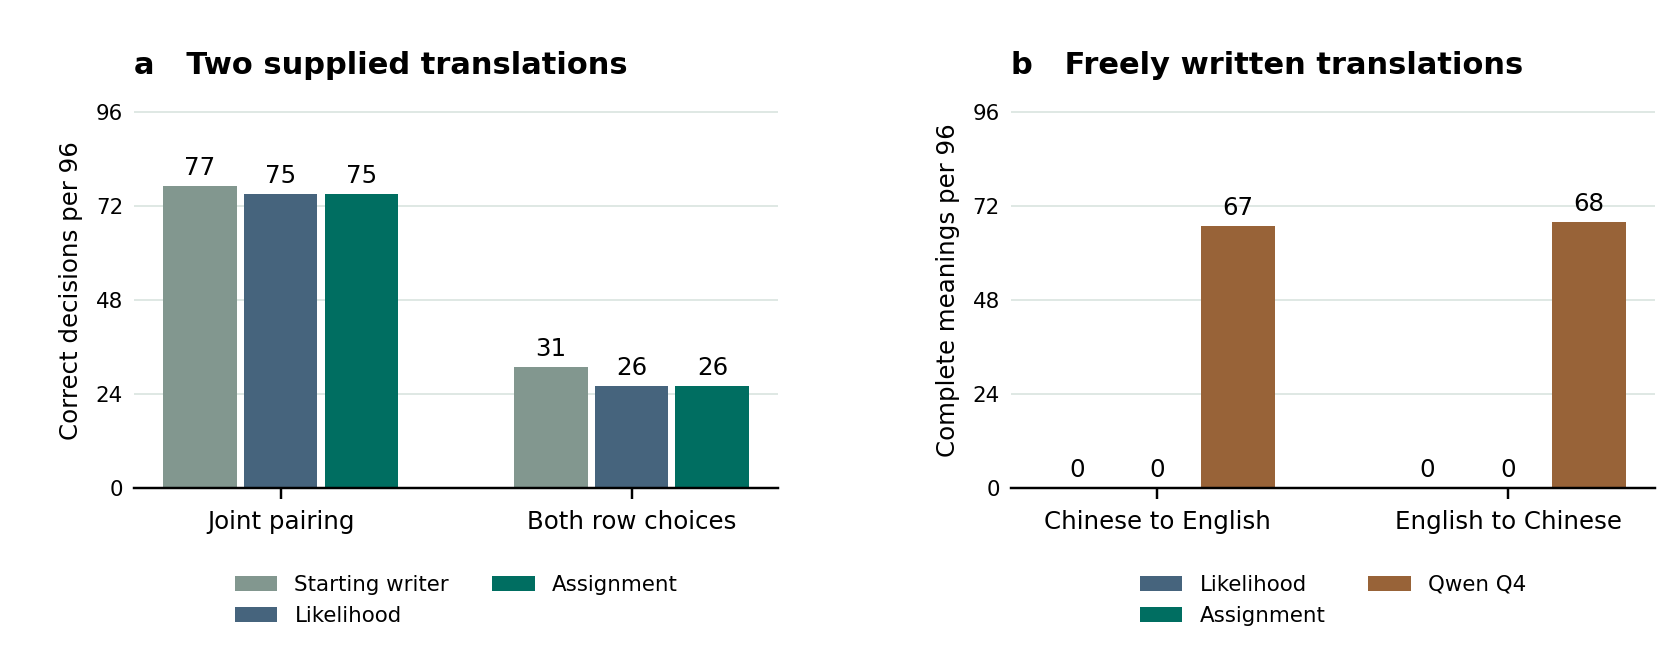 a Two supplied translations
Correct decisions per 96
96
72
48
24
0
77
75
75
31
26
26
Joint pairing
Both row choices
Starting writer
Likelihood
Assignment
b Freely written translations
Complete meanings per 96
96
72
48
24
0
0
0
67
0
0
68
Chinese to English
English to Chinese
Likelihood
Assignment
Qwen Q4